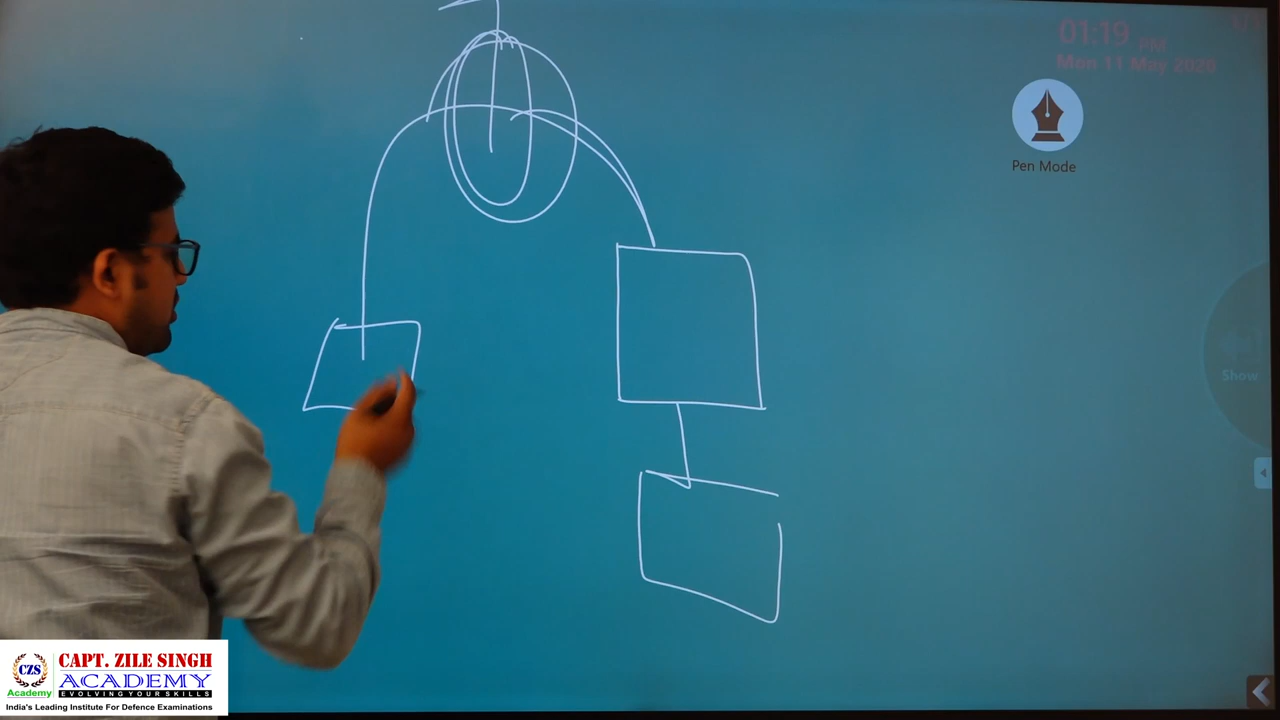 01:19 PM
Mon 11 May 2020
Pen Mode
Show
CZS
Academy
CAPT. ZILE SINGH
ACADEMY
EVOLVING YOUR SKILLS
India's Leading Institute For Defence Examinations